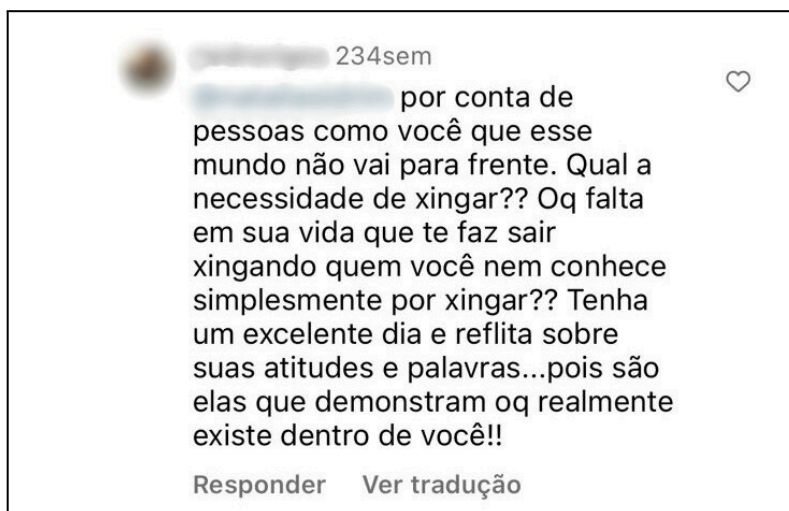 234sem
por conta de
pessoas como você que esse
mundo não vai para frente. Qual a
necessidade de xingar?? Oq falta
em sua vida que te faz sair
xingando quem você nem conhece
simplesmente por xingar?? Tenha
um excelente dia e reflita sobre
suas atitudes e palavras...pois são
elas que demonstram oq realmente
existe dentro de você!!
Responder Ver tradução